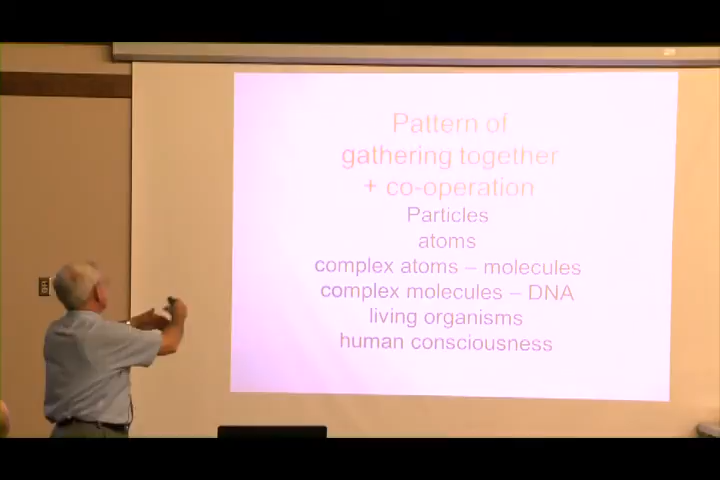 Pattern of
gathering together
+ co-operation
Particles
atoms
complex atoms – molecules
complex molecules – DNA
living organisms
human consciousness